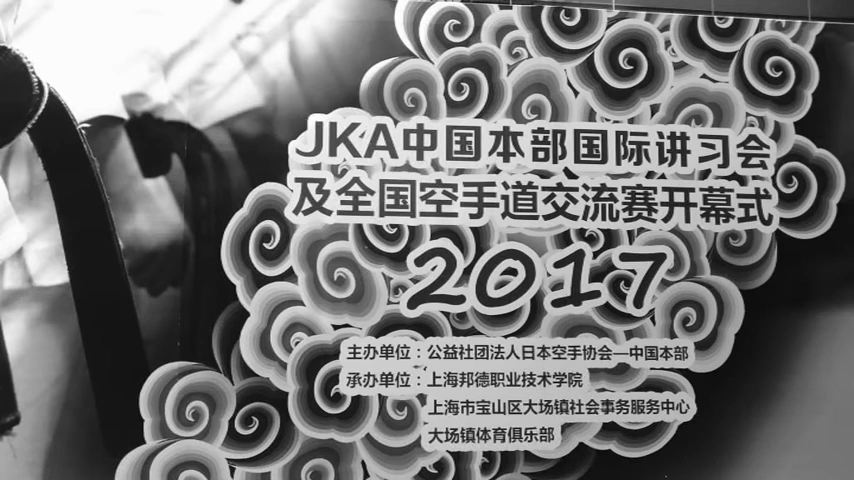 JKA中国本部国际讲习会
及全国空手道交流赛开幕式
2017
主办单位：公益社团法人日本空手协会—中国本部
承办单位：上海邦德职业技术学院
上海市宝山区大场镇社会事务服务中心
大场镇体育俱乐部